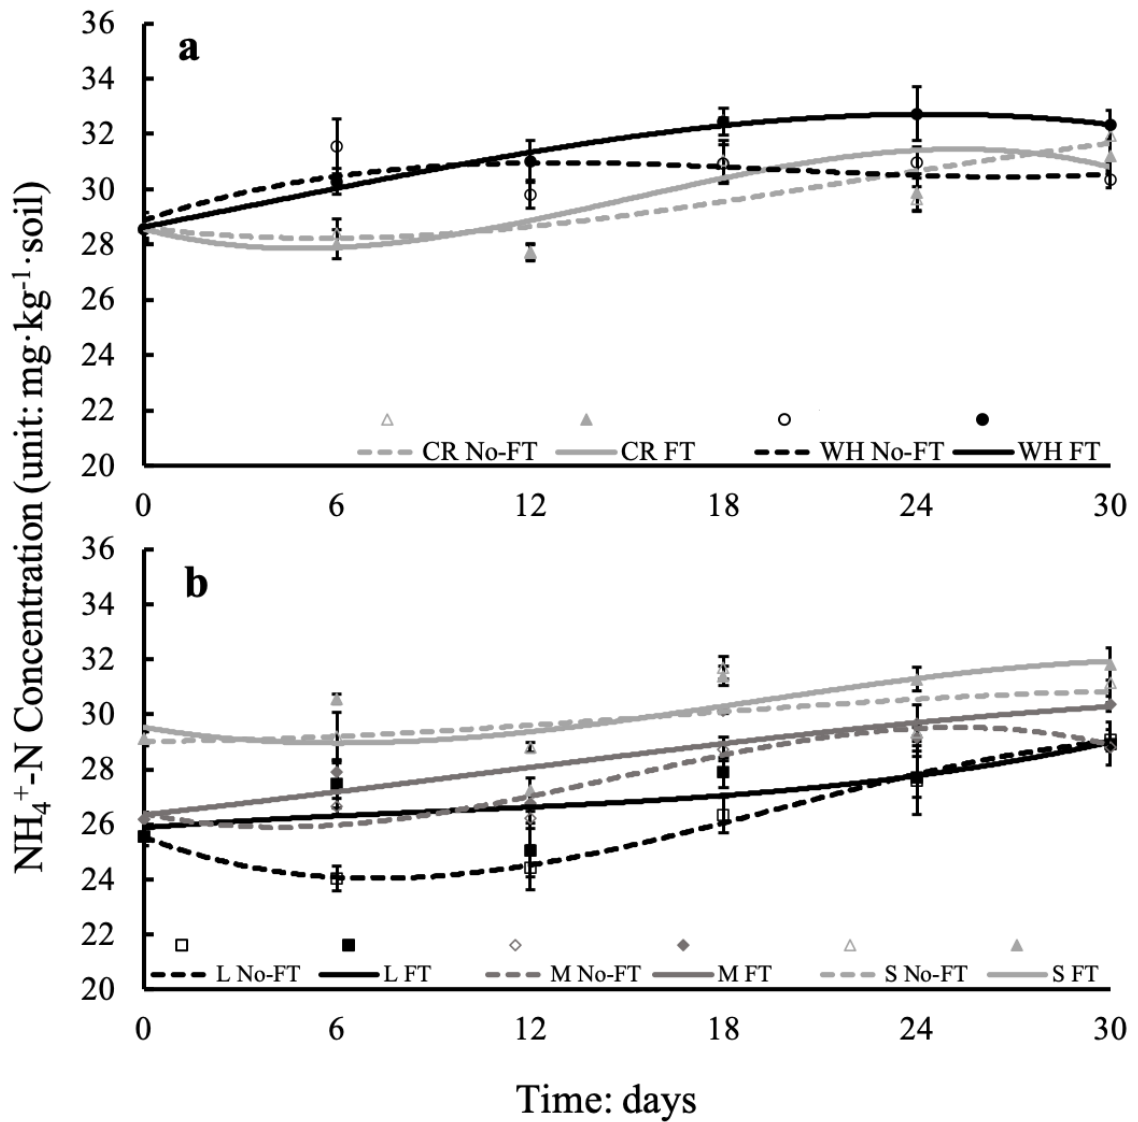 NH₄⁺-N Concentration (unit: mg·kg⁻¹·soil)
a
36
34
32
30
28
26
24
22
20
CR No-FT CR FT WH No-FT WH FT
0 6 12 18 24 30
b
36
34
32
30
28
26
24
22
20
L No-FT L FT M No-FT M FT S No-FT S FT
0 6 12 18 24 30
Time: days